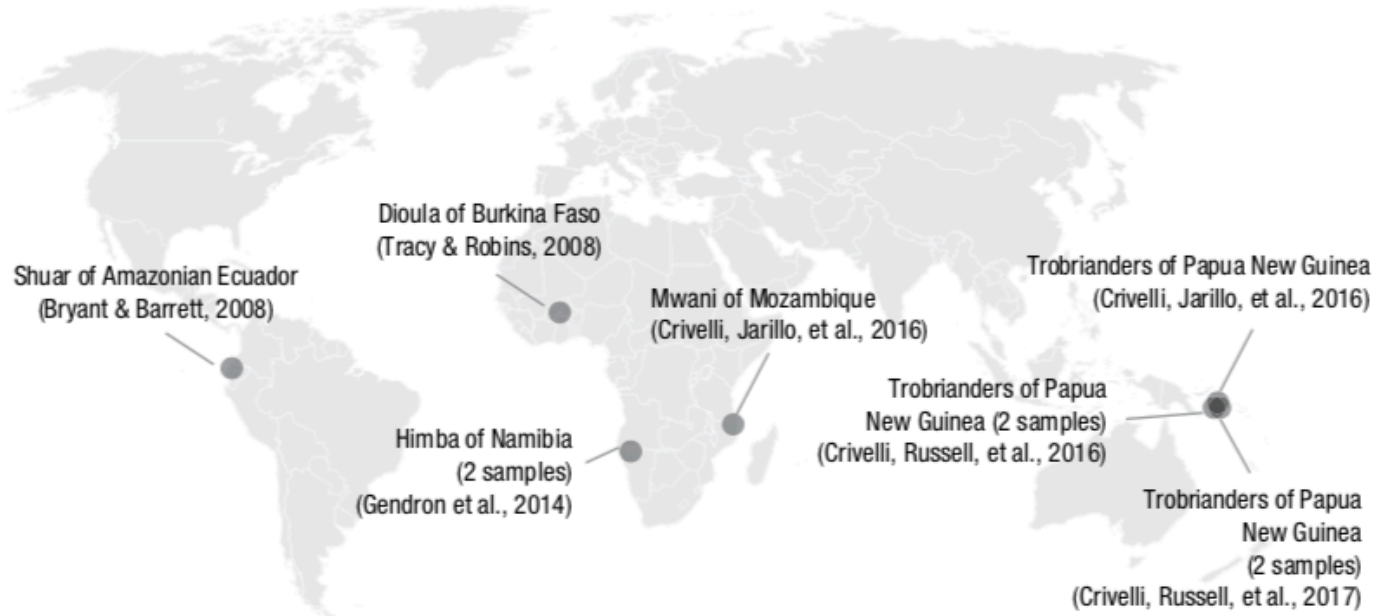 Dioula of Burkina Faso
(Tracy & Robins, 2008)
Shuar of Amazonian Ecuador
(Bryant & Barrett, 2008)
Mwani of Mozambique
(Crivelli, Jarillo, et al., 2016)
Trobrianders of Papua New Guinea
(Crivelli, Jarillo, et al., 2016)
Himba of Namibia
(2 samples)
(Gendron et al., 2014)
Trobrianders of Papua
New Guinea (2 samples)
(Crivelli, Russell, et al., 2016)
Trobrianders of Papua
New Guinea
(2 samples)
(Crivelli, Russell, et al., 2017)